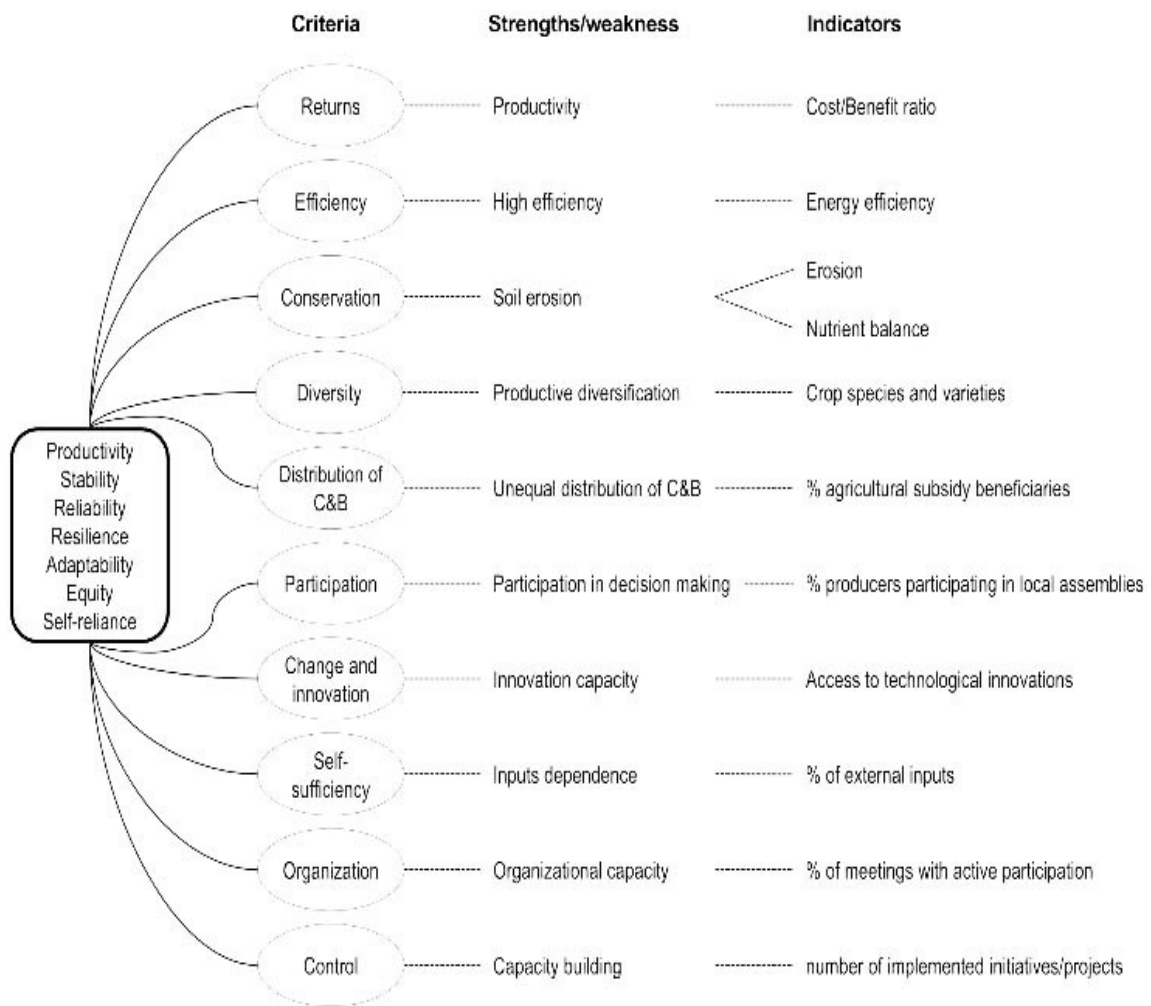 Criteria Strengths/weakness Indicators
Returns Productivity Cost/Benefit ratio
Efficiency High efficiency Energy efficiency
Erosion
Conservation Soil erosion
Nutrient balance
Diversity Productive diversification Crop species and varieties
Productivity
Stability
Reliability
Resilience
Adaptability
Equity
Self-reliance
Distribution of
C&B
Unequal distribution of C&B % agricultural subsidy beneficiaries
Participation Participation in decision making % producers participating in local assemblies
Change and
innovation
Innovation capacity Access to technological innovations
Self-
sufficiency
Inputs dependence % of external inputs
Organization Organizational capacity % of meetings with active participation
Control Capacity building number of implemented initiatives/projects